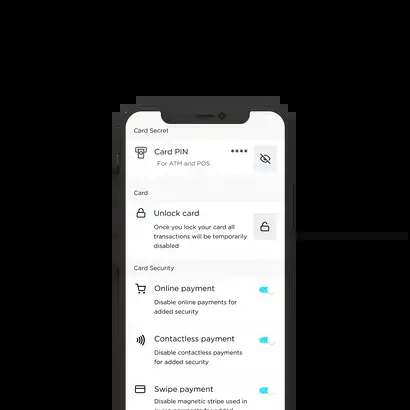 Card Secret
Card PIN ****
For ATM and POS
Card
Unlock card
Once you lock your card all
transactions will be temporarily
disabled
Card Security
Online payment
Disable online payments for
added security
Contactless payment
Disable contactless payments
for added security
Swipe payment
Disable magnetic stripe used in